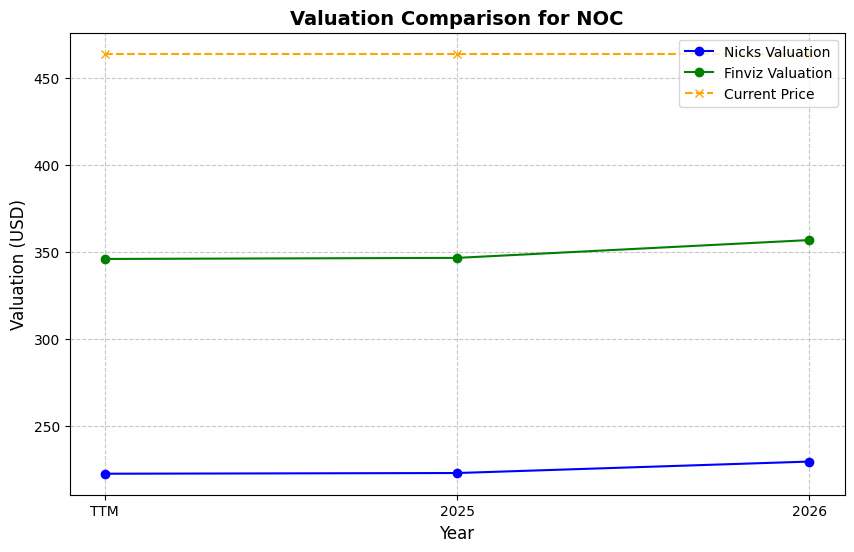 Valuation Comparison for NOC
Nicks Valuation
Finviz Valuation
Current Price
450
400
350
300
250
Valuation (USD)
TTM
2025
2026
Year